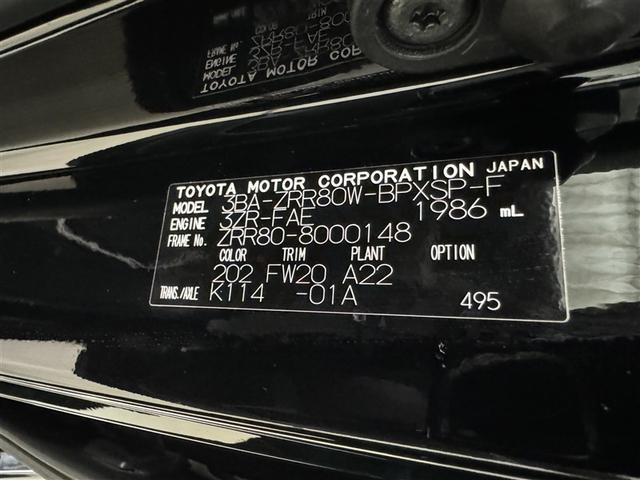 TOYOTA MOTOR CORPORATION JAPAN
MODEL 3BA-ZRR80W-BPXSP-F
ENGINE 3ZR-FAE 1986 mL
FRAME No. ZRR80-8000148
COLOR TRIM PLANT OPTION
202 FW20 A22
TRANS./AXLE K114 -01A 495